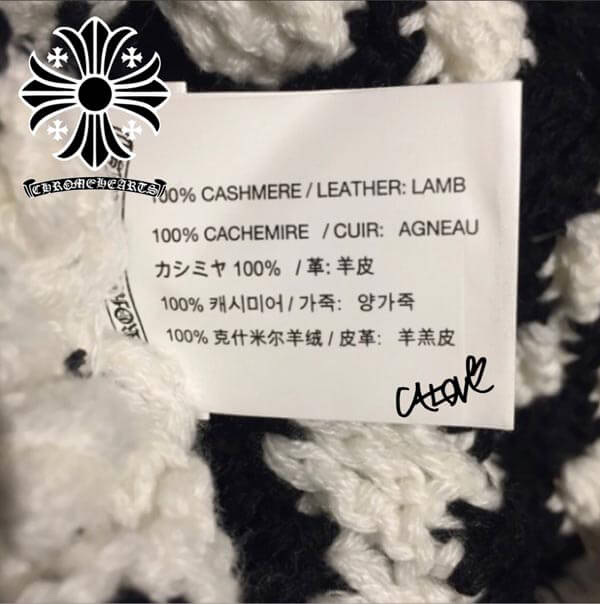 CHROME HEARTS
100% CASHMERE / LEATHER: LAMB
100% CACHEMIRE / CUIR: AGNEAU
カシミヤ 100% / 革: 羊皮
100% 캐시미어 / 가죽: 양가죽
100% 克什米尔羊绒 / 皮革: 羊羔皮
CALOVE